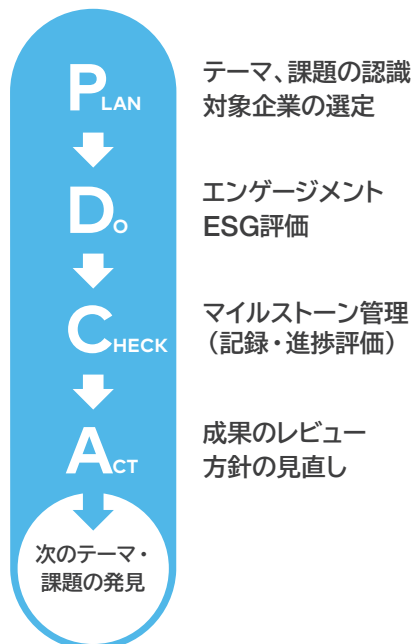 PLAN
テーマ、課題の認識
対象企業の選定
Do
エンゲージメント
ESG評価
CHECK
マイルストーン管理
（記録・進捗評価）
ACT
成果のレビュー
方針の見直し
次のテーマ・
課題の発見